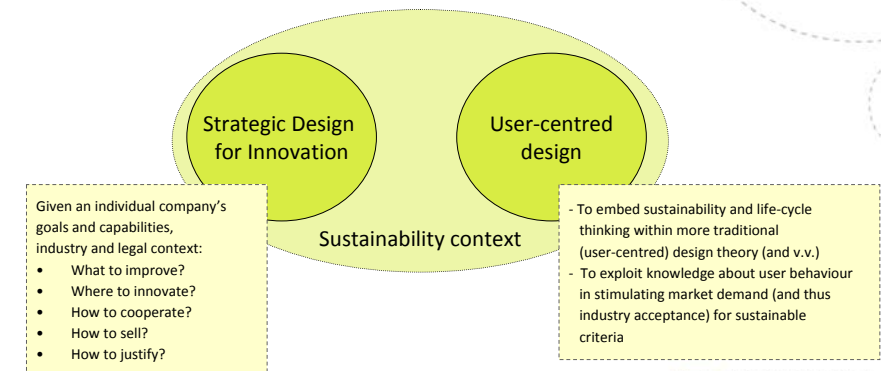 Strategic Design
for Innovation
User-centred
design
Sustainability context
Given an individual company's
goals and capabilities,
industry and legal context:
• What to improve?
• Where to innovate?
• How to cooperate?
• How to sell?
• How to justify?
- To embed sustainability and life-cycle
thinking within more traditional
(user-centred) design theory (and v.v.)
- To exploit knowledge about user behaviour
in stimulating market demand (and thus
industry acceptance) for sustainable
criteria